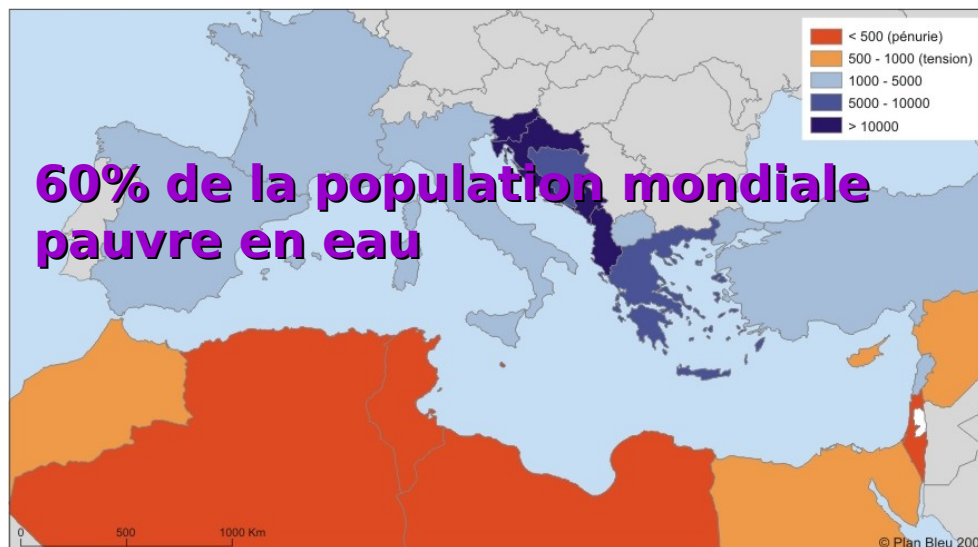 < 500 (pénurie)
500 - 1000 (tension)
1000 - 5000
5000 - 10000
> 10000
60% de la population mondiale
pauvre en eau
0 500 1000 Km
© Plan Bleu 200